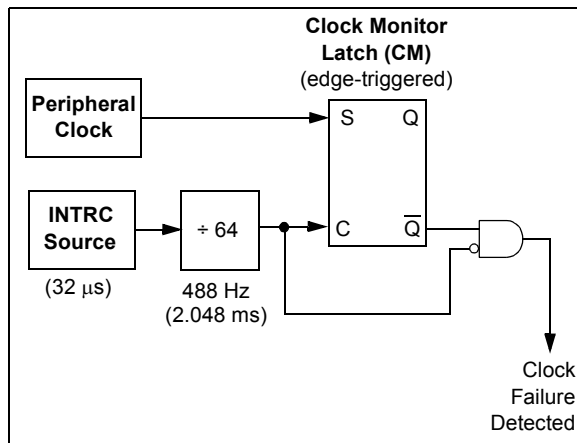 Clock Monitor
Latch (CM)
(edge-triggered)
Peripheral
Clock
S Q
INTRC
Source
÷ 64
C Q̅
(32 μs)
488 Hz
(2.048 ms)
Clock
Failure
Detected